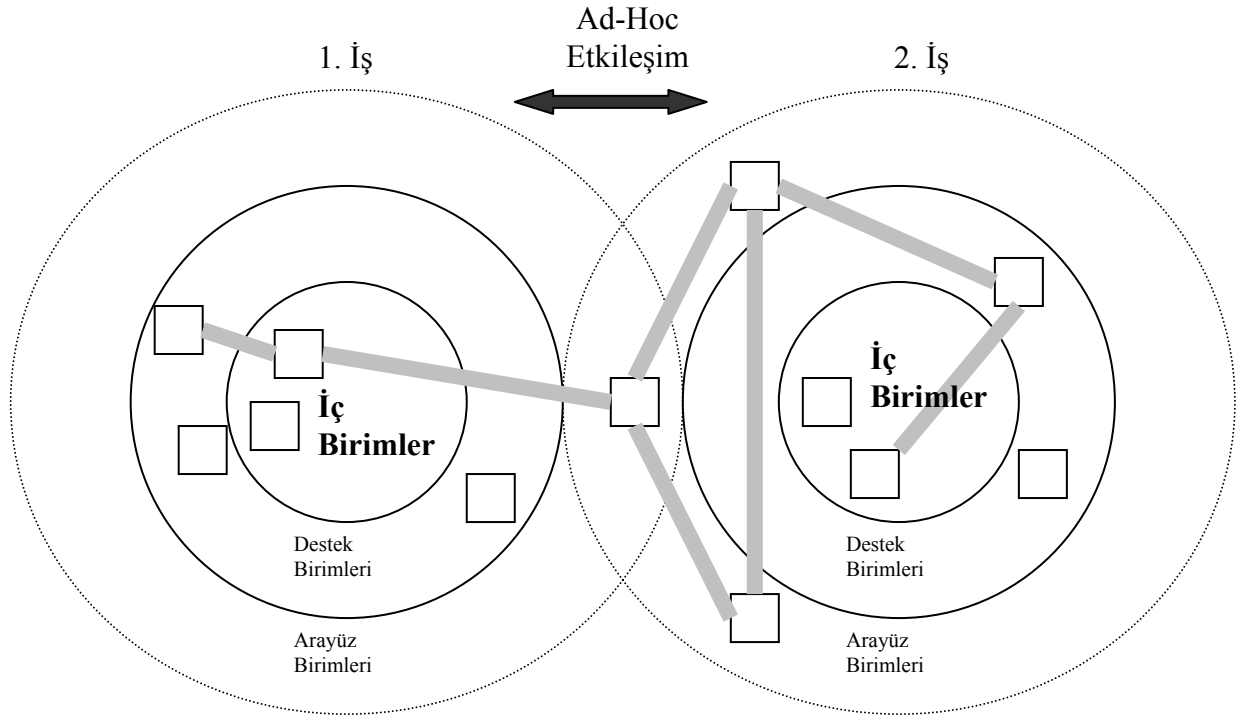 Ad-Hoc
Etkileşim
1. İş
2. İş
İç
Birimler
İç
Birimler
Destek
Birimleri
Destek
Birimleri
Arayüz
Birimleri
Arayüz
Birimleri